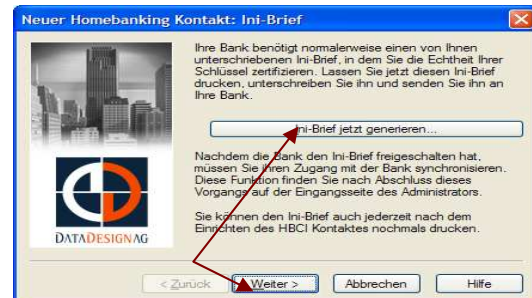 Neuer Homebanking Kontakt: Ini-Brief
Ihre Bank benötigt normalerweise einen von Ihnen
unterschriebenen Ini-Brief, in dem Sie die Echtheit Ihrer
Schlüssel zertifizieren. Lassen Sie jetzt diesen Ini-Brief
drucken, unterschreiben Sie ihn und senden Sie ihn an
Ihre Bank.
Ini-Brief jetzt generieren...
Nachdem die Bank den Ini-Brief freigeschalten hat,
müssen Sie Ihren Zugang mit der Bank synchronisieren.
Diese Funktion finden Sie nach Abschluss dieses
Vorgangs auf der Eingangsseite des Administrators.
Sie können den Ini-Brief auch jederzeit nach dem
Einrichten des HBCI Kontaktes nochmals drucken.
DATADESIGNAG
< Zurück
Weiter >
Abbrechen
Hilfe